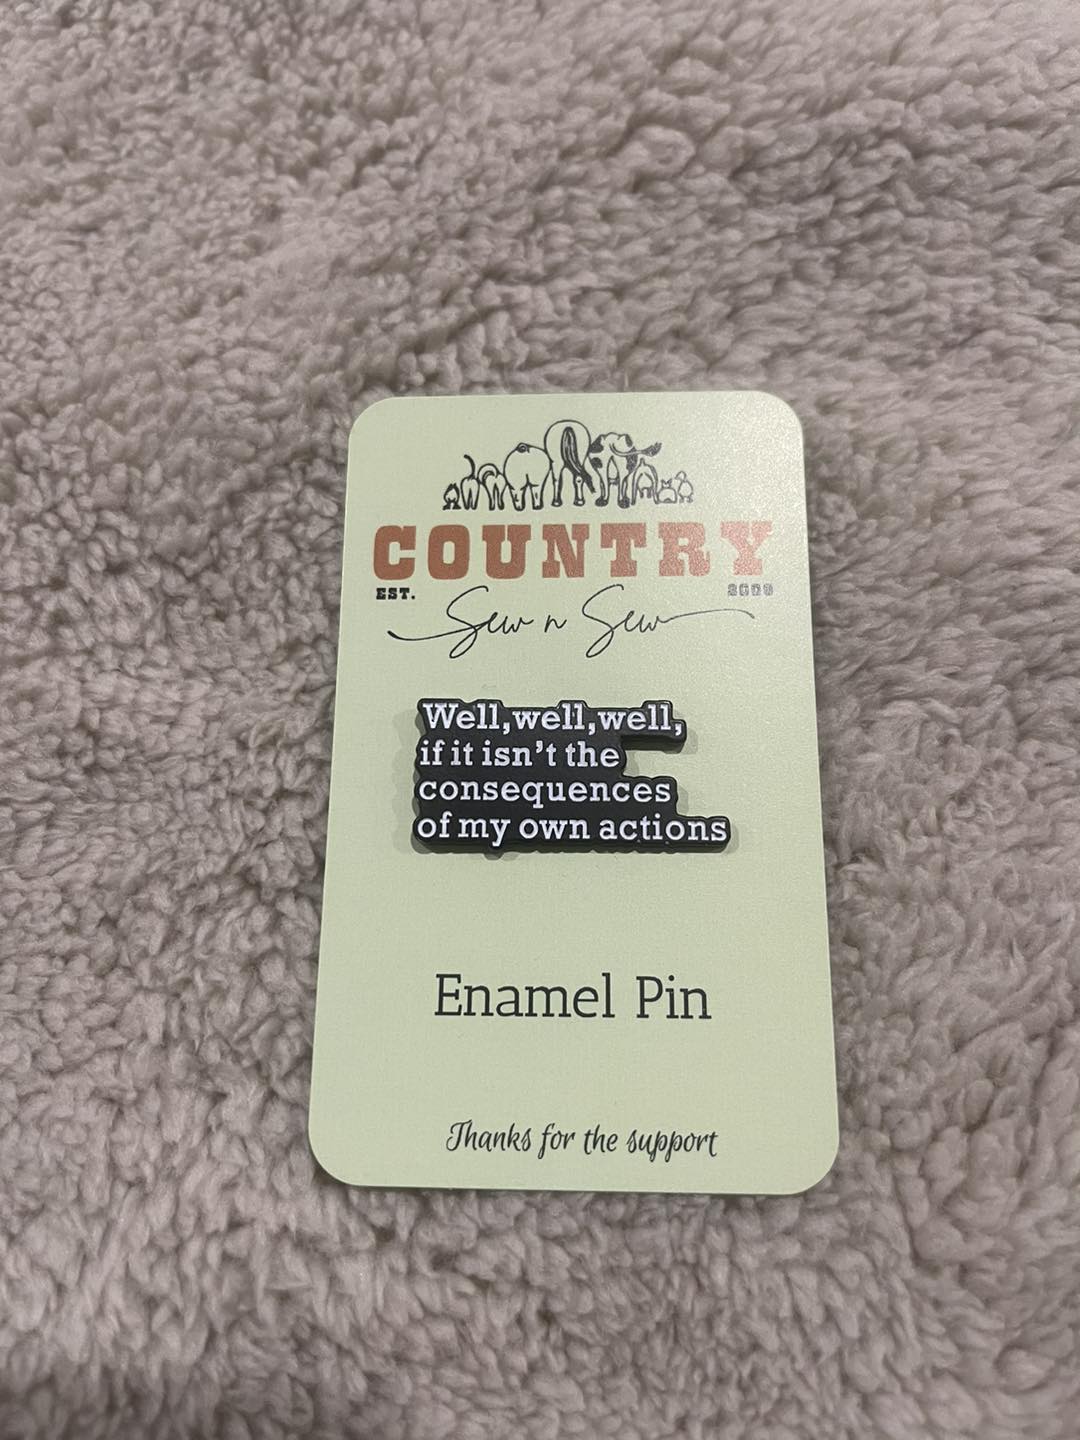 COUNTRY
EST.
Sew n Sew
Well,well,well,
if it isn't the
consequences
of my own actions
Enamel Pin
Thanks for the support